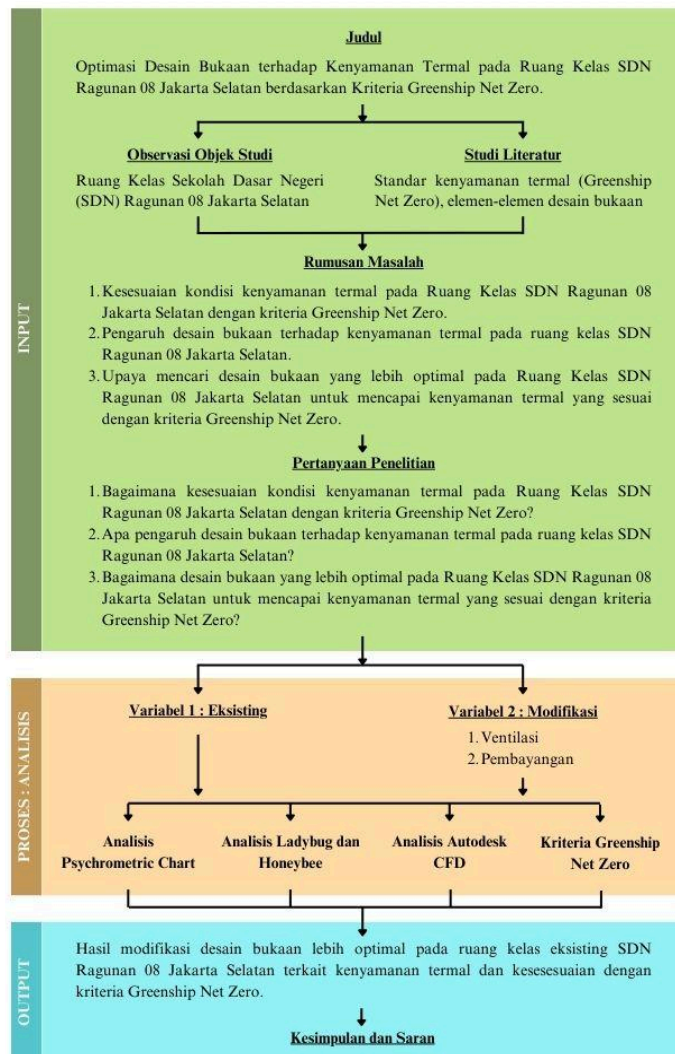 INPUT
Judul
Optimasi Desain Bukaan terhadap Kenyamanan Termal pada Ruang Kelas SDN
Ragunan 08 Jakarta Selatan berdasarkan Kriteria Greenship Net Zero.
Observasi Objek Studi
Ruang Kelas Sekolah Dasar Negeri
(SDN) Ragunan 08 Jakarta Selatan
Studi Literatur
Standar kenyamanan termal (Greenship
Net Zero), elemen-elemen desain bukaan
Rumusan Masalah
1. Kesesuaian kondisi kenyamanan termal pada Ruang Kelas SDN Ragunan 08
Jakarta Selatan dengan kriteria Greenship Net Zero.
2. Pengaruh desain bukaan terhadap kenyamanan termal pada ruang kelas SDN
Ragunan 08 Jakarta Selatan.
3. Upaya mencari desain bukaan yang lebih optimal pada Ruang Kelas SDN
Ragunan 08 Jakarta Selatan untuk mencapai kenyamanan termal yang sesuai
dengan kriteria Greenship Net Zero.
Pertanyaan Penelitian
1. Bagaimana kesesuaian kondisi kenyamanan termal pada Ruang Kelas SDN
Ragunan 08 Jakarta Selatan dengan kriteria Greenship Net Zero?
2. Apa pengaruh desain bukaan terhadap kenyamanan termal pada ruang kelas SDN
Ragunan 08 Jakarta Selatan?
3. Bagaimana desain bukaan yang lebih optimal pada Ruang Kelas SDN Ragunan 08
Jakarta Selatan untuk mencapai kenyamanan termal yang sesuai dengan kriteria
Greenship Net Zero?
PROSES : ANALISIS
Variabel 1 : Eksisting
Variabel 2 : Modifikasi
1. Ventilasi
2. Pembayangan
Analisis
Psychrometric Chart
Analisis Ladybug dan
Honeybee
Analisis Autodesk
CFD
Kriteria Greenship
Net Zero
OUTPUT
Hasil modifikasi desain bukaan lebih optimal pada ruang kelas eksisting SDN
Ragunan 08 Jakarta Selatan terkait kenyamanan termal dan kesesesuaian dengan
kriteria Greenship Net Zero.
Kesimpulan dan Saran